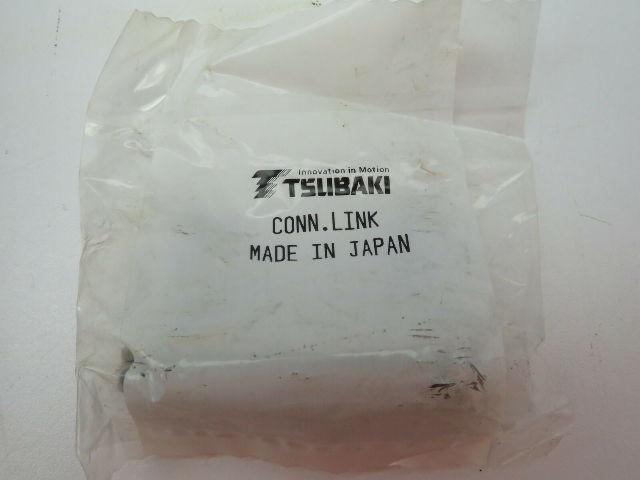 Innovation in Motion
TSUBAKI
CONN.LINK
MADE IN JAPAN